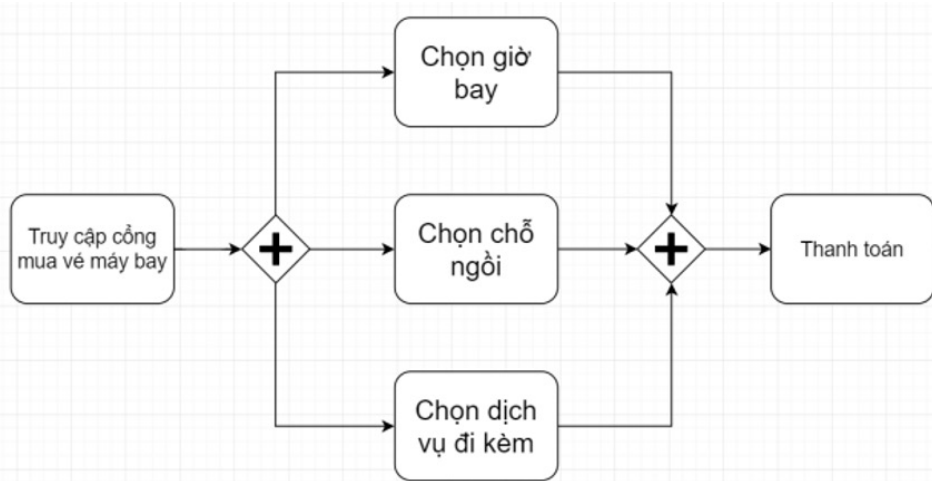 Chọn giờ
bay
Truy cập cổng
mua vé máy bay
Chọn chỗ
ngồi
Thanh toán
Chọn dịch
vụ đi kèm